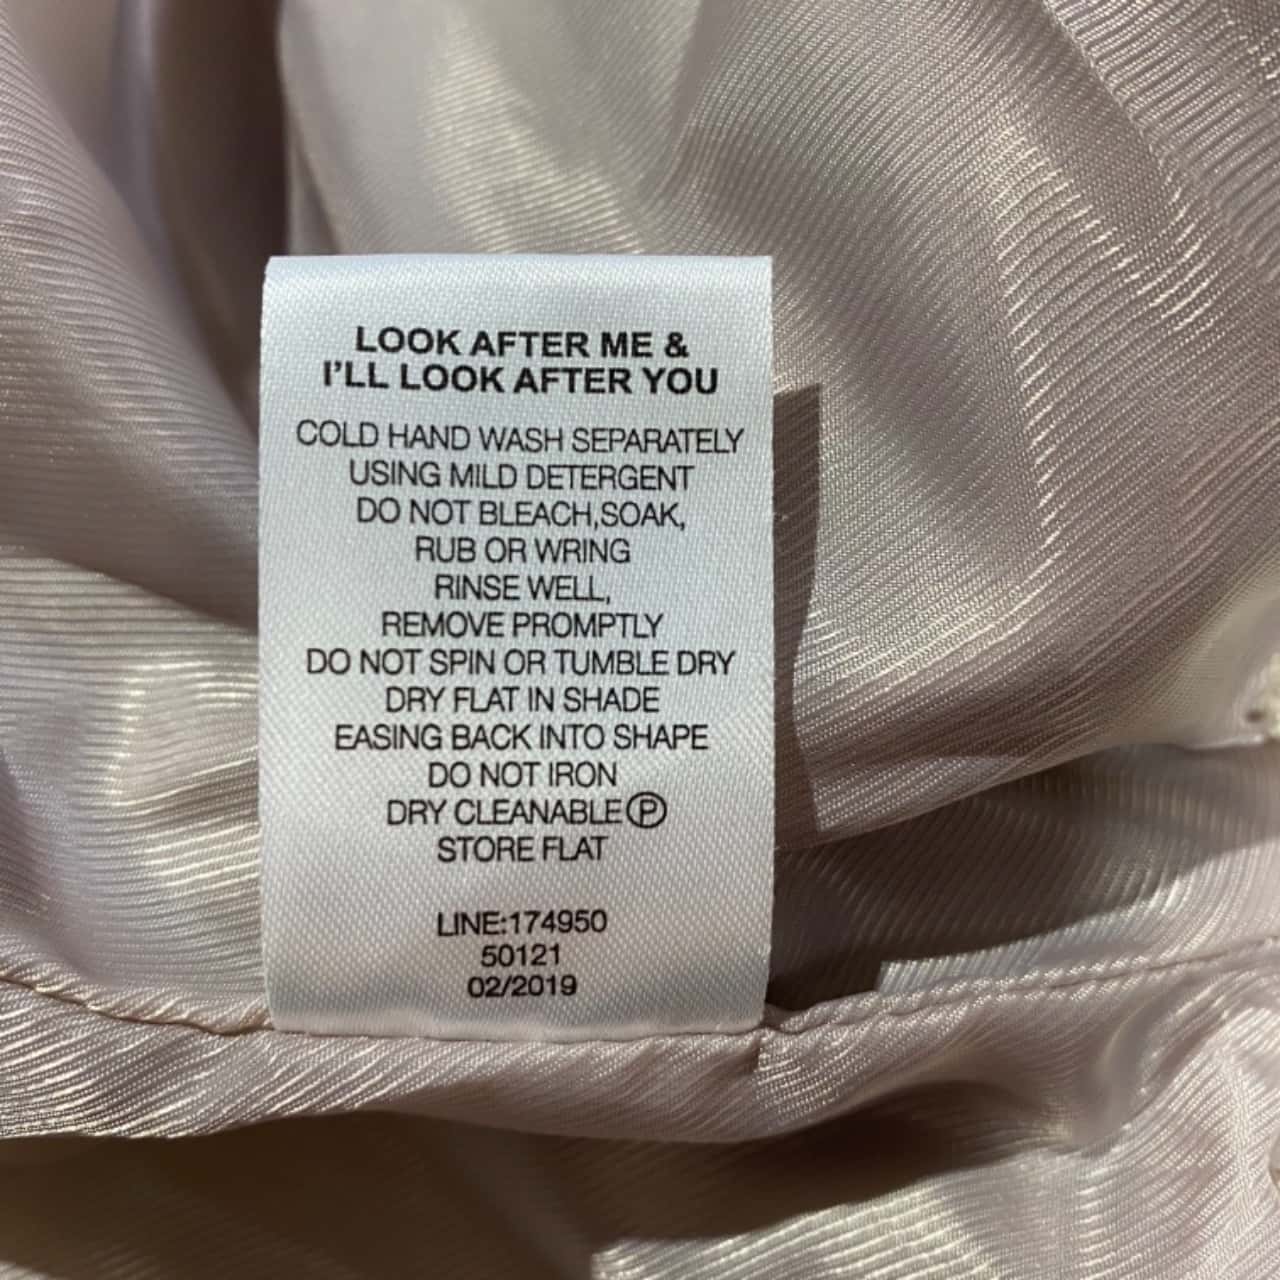 LOOK AFTER ME &
I'LL LOOK AFTER YOU
COLD HAND WASH SEPARATELY
USING MILD DETERGENT
DO NOT BLEACH,SOAK,
RUB OR WRING
RINSE WELL,
REMOVE PROMPTLY
DO NOT SPIN OR TUMBLE DRY
DRY FLAT IN SHADE
EASING BACK INTO SHAPE
DO NOT IRON
DRY CLEANABLE Ⓟ
STORE FLAT
LINE:174950
50121
02/2019